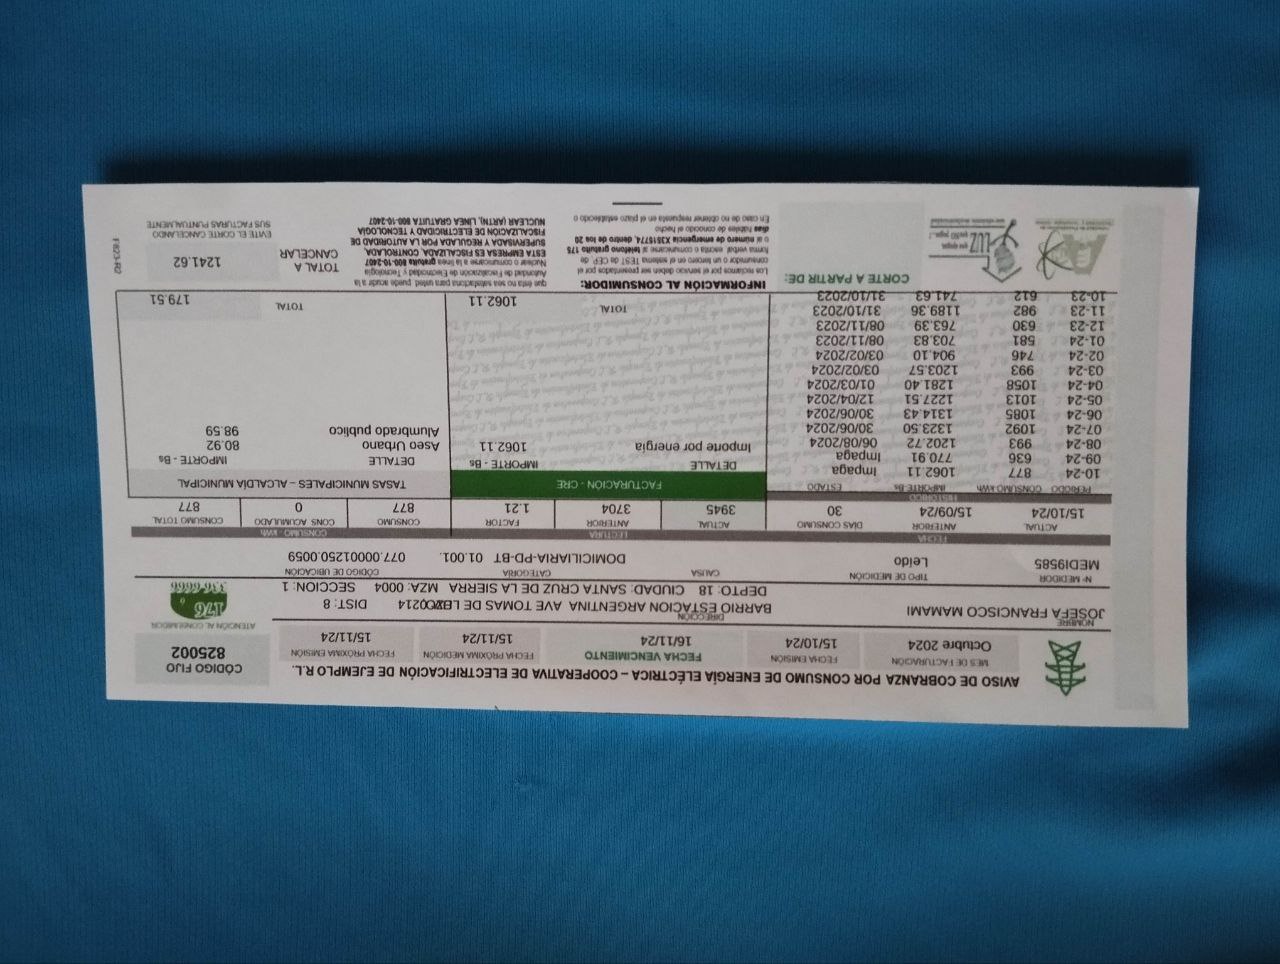 AVISO DE COBRANZA POR CONSUMO DE ENERGÍA ELÉCTRICA – COOPERATIVA DE ELECTRIFICACIÓN DE EJEMPLO R.L.
CÓDIGO FIJO
825002
MES DE FACTURACIÓN
Octubre 2024
FECHA EMISIÓN
15/10/24
FECHA VENCIMIENTO
16/11/24
FECHA PRÓXIMA MEDICIÓN
15/11/24
FECHA PRÓXIMA EMISIÓN
15/11/24
ATENCIÓN AL CONSUMIDOR
176
ó
336-6666
NOMBRE
JOSEFA FRANCISCO MAMAMI
DIRECCIÓN
BARRIO ESTACION ARGENTINA AVE TOMAS DE LEZO
DIST: 8
DEPTO: 18 CIUDAD: SANTA CRUZ DE LA SIERRA MZA: 0004 SECCION: 1
N° MEDIDOR
MEDI9585
TIPO DE MEDICIÓN
Leído
CAUSA
CATEGORÍA
DOMICILIARIA-PD-BT 01.001.
CÓDIGO DE UBICACIÓN
077.00001250.0059
FECHA
LECTURA
CONSUMO - kWh
ACTUAL ANTERIOR DÍAS CONSUMO ACTUAL ANTERIOR FACTOR CONSUMO CONS ACUMULADO CONSUMO TOTAL
15/10/24 15/09/24 30 3945 3704 1.21 877 0 877
HISTÓRICO
PERÍODO CONSUMO kWh IMPORTE Bs ESTADO
10-24 877 1062.11 Impaga
09-24 636 770.91 Impaga
08-24 993 1202.72 06/08/2024
07-24 1092 1323.50 30/06/2024
06-24 1085 1314.43 30/06/2024
05-24 1013 1227.51 12/04/2024
04-24 1058 1281.40 01/03/2024
03-24 993 1203.57 03/02/2024
02-24 746 904.10 03/02/2024
01-24 581 703.83 08/11/2023
12-23 630 763.39 08/11/2023
11-23 982 1189.36 31/10/2023
10-23 612 741.63 31/10/2023
FACTURACIÓN - CRE
DETALLE IMPORTE - Bs
Importe por energía 1062.11
TOTAL 1062.11
TASAS MUNICIPALES – ALCALDÍA MUNICIPAL
DETALLE IMPORTE - Bs
Aseo Urbano 80.92
Alumbrado publico 98.59
TOTAL 179.51
CORTE A PARTIR DE:
LUZ
INFORMACIÓN AL CONSUMIDOR:
Los reclamos por el servicio deben ser presentados por el
consumidor o un tercero en el sistema TEST de CEP, de
forma verbal, escrita o comunicarse al teléfono gratuito 175
o al número de emergencia X3916774, dentro de los 20
días hábiles de conocido el hecho
En caso de no obtener respuesta en el plazo establecido o
que ésta no sea satisfactoria para usted, puede acudir a la
Autoridad de Fiscalización de Electricidad y Tecnología
Nuclear o comunicarse a la línea gratuita 800-10-2407
ESTA EMPRESA ES FISCALIZADA, CONTROLADA,
SUPERVISADA Y REGULADA POR LA AUTORIDAD DE
FISCALIZACIÓN DE ELECTRICIDAD Y TECNOLOGÍA
NUCLEAR (ARTN), LINEA GRATUITA 800-10-2407
TOTAL A
CANCELAR
1241.62
EVITE EL CORTE CANCELANDO
SUS FACTURAS PUNTUALMENTE
F823-R2